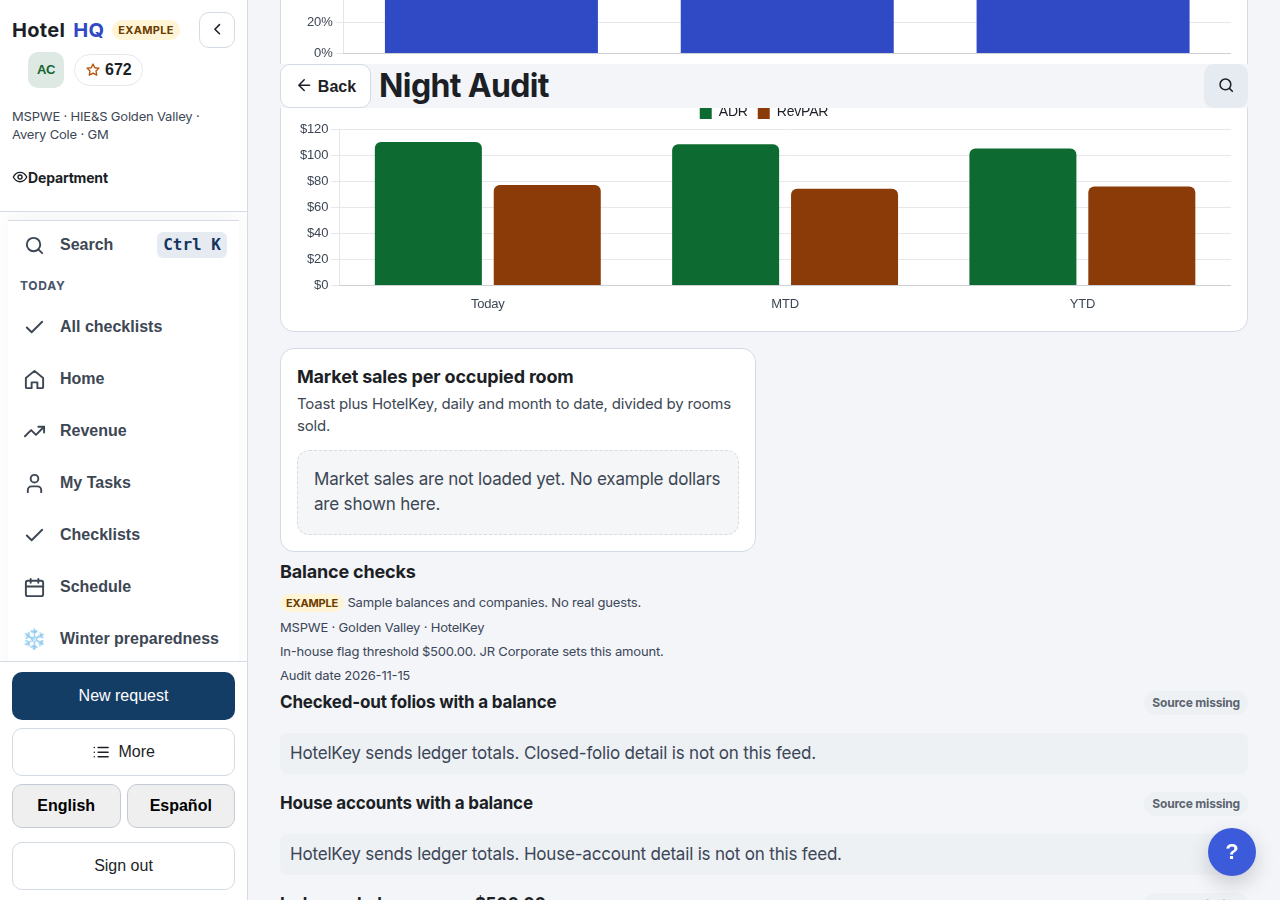 Hotel HQ EXAMPLE
AC 672
MSPWE · HIE&S Golden Valley ·
Avery Cole · GM
Department
Search Ctrl K
TODAY
All checklists
Home
Revenue
My Tasks
Checklists
Schedule
Winter preparedness
New request
More
English Español
Sign out
20%
0%
Back Night Audit
ADR RevPAR
$120
$100
$80
$60
$40
$20
$0
Today MTD YTD
Market sales per occupied room
Toast plus HotelKey, daily and month to date, divided by rooms
sold.
Market sales are not loaded yet. No example dollars
are shown here.
Balance checks
EXAMPLE Sample balances and companies. No real guests.
MSPWE · Golden Valley · HotelKey
In-house flag threshold $500.00. JR Corporate sets this amount.
Audit date 2026-11-15
Checked-out folios with a balance Source missing
HotelKey sends ledger totals. Closed-folio detail is not on this feed.
House accounts with a balance Source missing
HotelKey sends ledger totals. House-account detail is not on this feed.
?